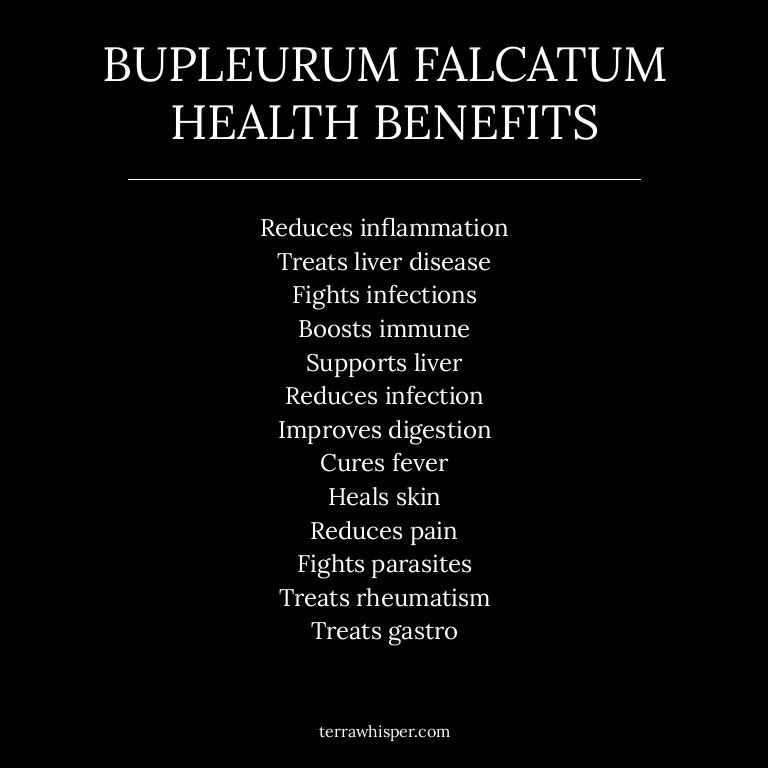 BUPLEURUM FALCATUM
HEALTH BENEFITS
Reduces inflammation
Treats liver disease
Fights infections
Boosts immune
Supports liver
Reduces infection
Improves digestion
Cures fever
Heals skin
Reduces pain
Fights parasites
Treats rheumatism
Treats gastro
terrawhisper.com